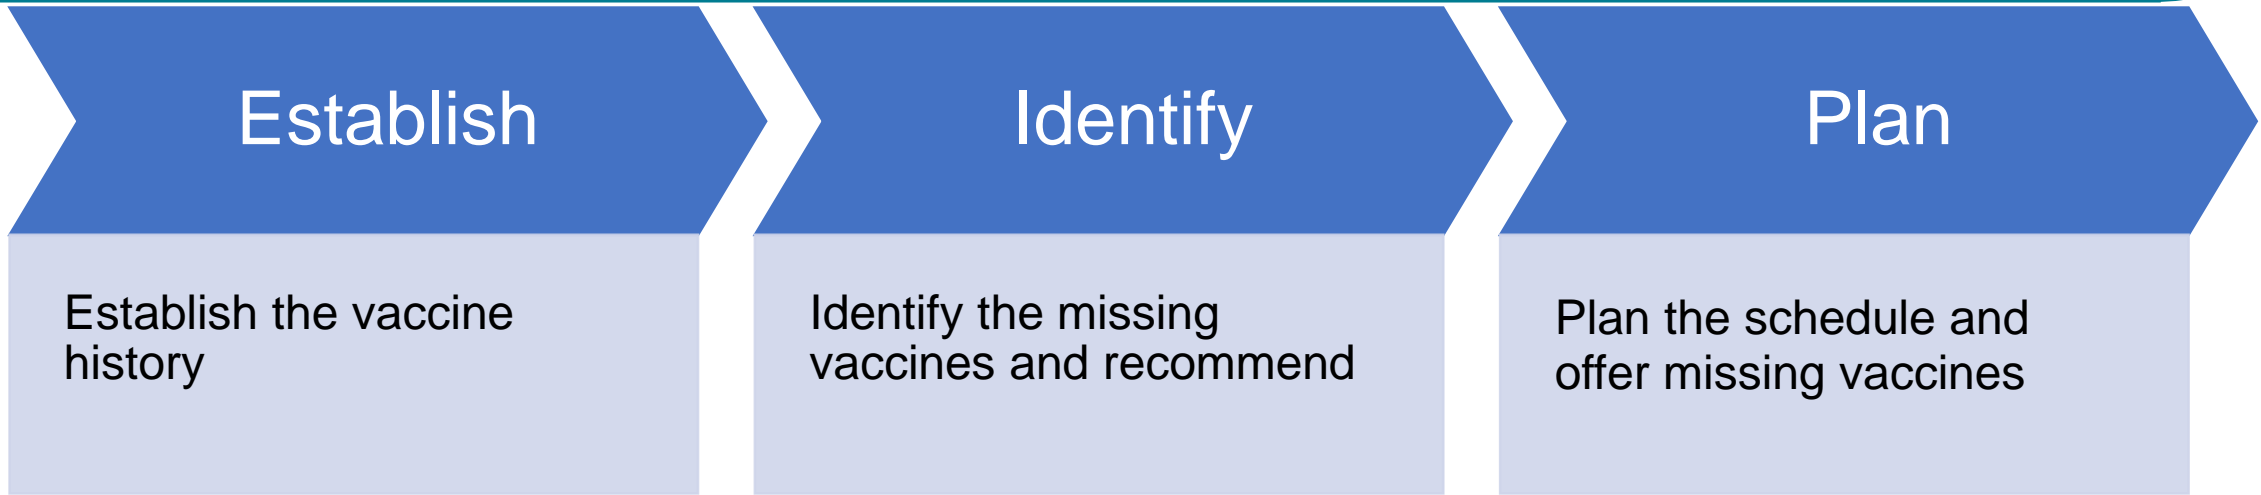 Establish
Establish the vaccine
history
Identify
Identify the missing
vaccines and recommend
Plan
Plan the schedule and
offer missing vaccines